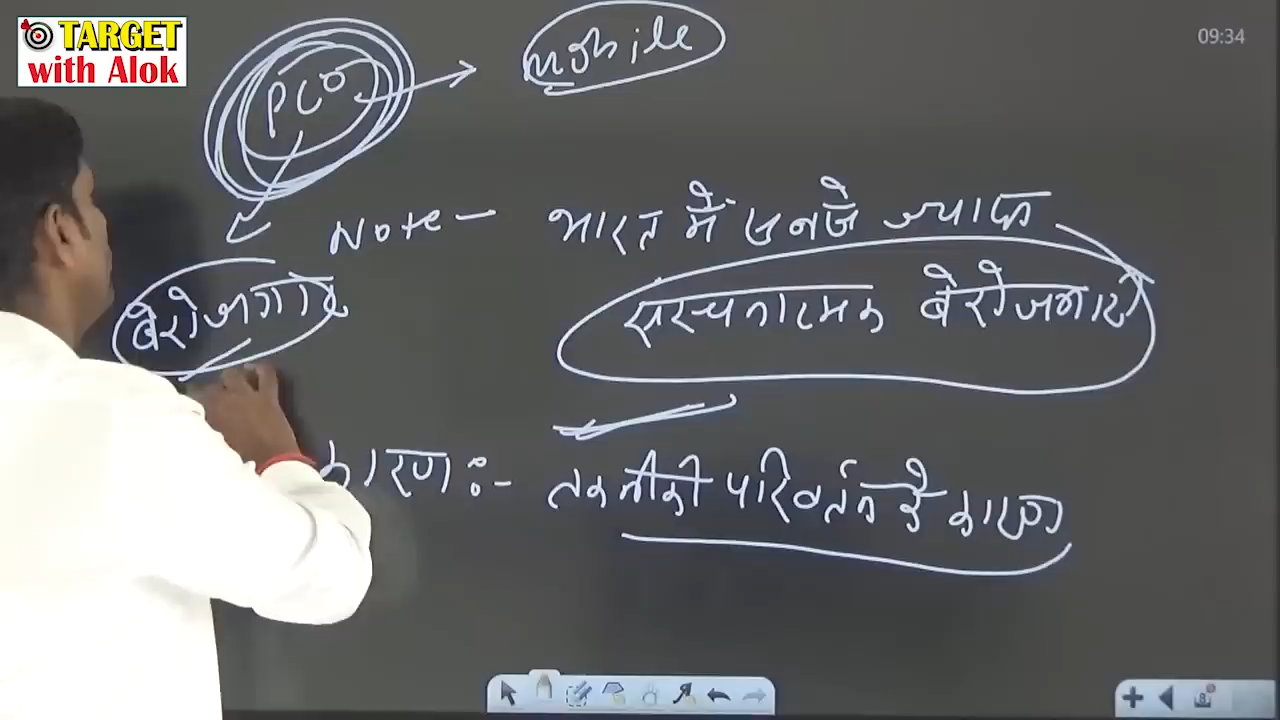 TARGET
with Alok
09:34
PCO
mobile
Note - भारत में सबसे ज्यादा
बेरोजगार
संरचनात्मक बेरोजगारी
कारण :- तकनीकी परिवर्तन के कारण